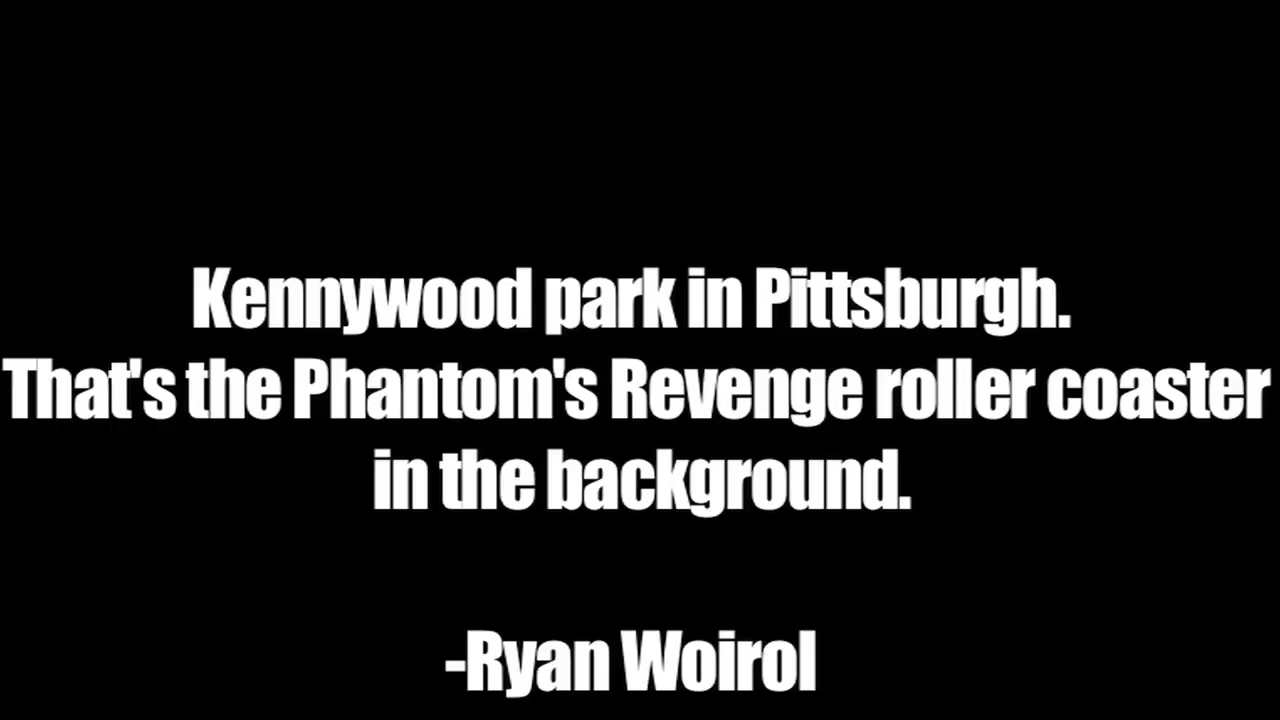 Kennywood park in Pittsburgh.
That's the Phantom's Revenge roller coaster
in the background.
-Ryan Woirol